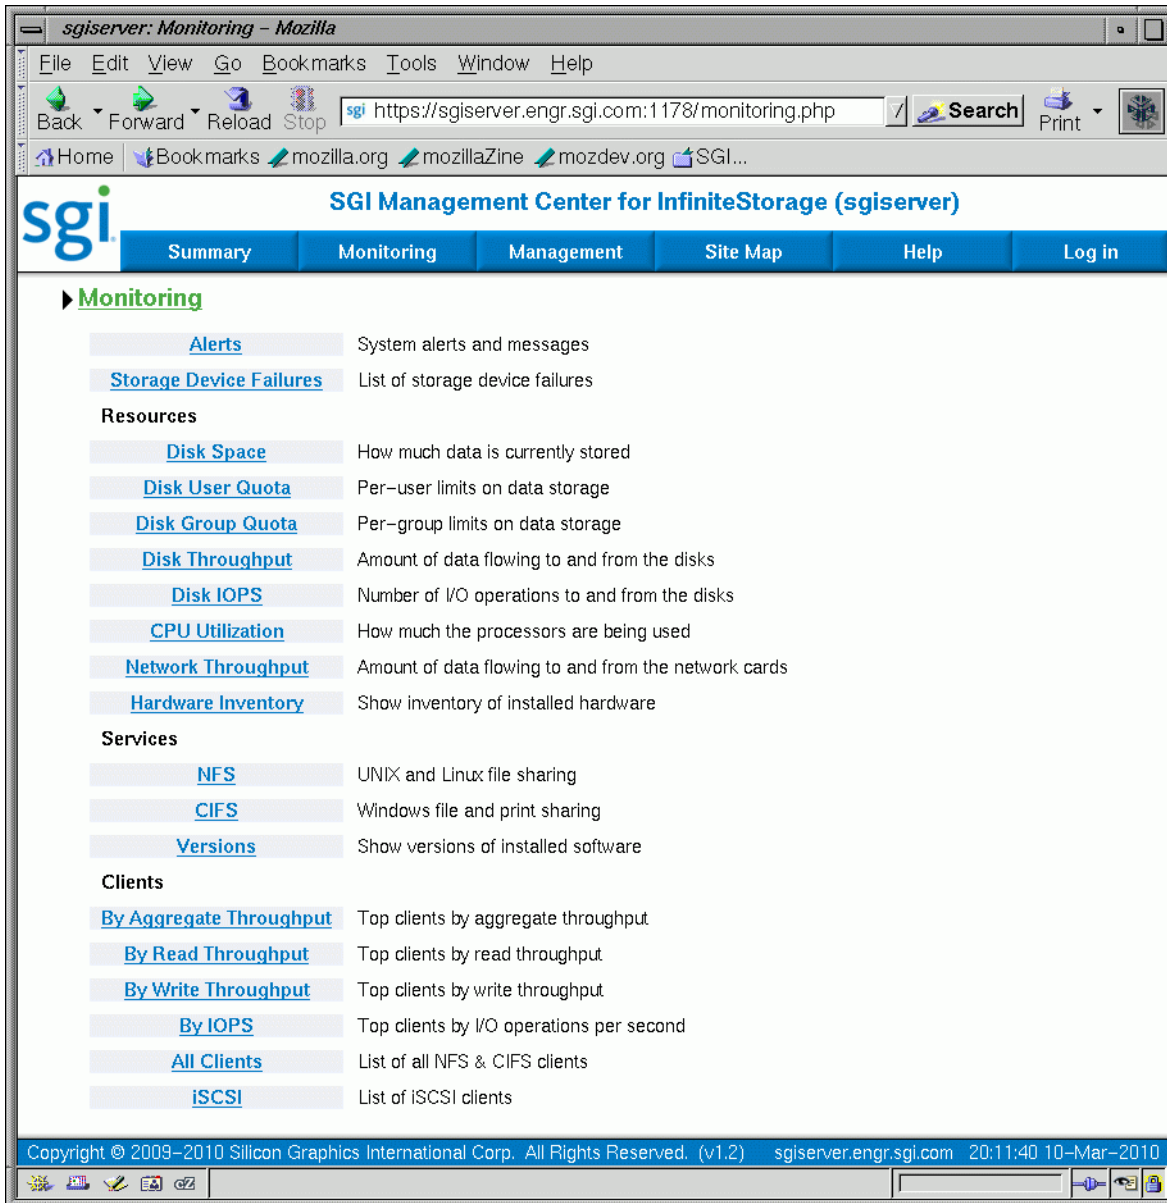 sgiserver: Monitoring – Mozilla
File Edit View Go Bookmarks Tools Window Help
Back Forward Reload Stop sgi https://sgiserver.engr.sgi.com:1178/monitoring.php Search Print
Home Bookmarks mozilla.org mozillaZine mozdev.org SGI...
sgi
SGI Management Center for InfiniteStorage (sgiserver)
Summary Monitoring Management Site Map Help Log in
Monitoring
Alerts System alerts and messages
Storage Device Failures List of storage device failures
Resources
Disk Space How much data is currently stored
Disk User Quota Per–user limits on data storage
Disk Group Quota Per–group limits on data storage
Disk Throughput Amount of data flowing to and from the disks
Disk IOPS Number of I/O operations to and from the disks
CPU Utilization How much the processors are being used
Network Throughput Amount of data flowing to and from the network cards
Hardware Inventory Show inventory of installed hardware
Services
NFS UNIX and Linux file sharing
CIFS Windows file and print sharing
Versions Show versions of installed software
Clients
By Aggregate Throughput Top clients by aggregate throughput
By Read Throughput Top clients by read throughput
By Write Throughput Top clients by write throughput
By IOPS Top clients by I/O operations per second
All Clients List of all NFS & CIFS clients
iSCSI List of iSCSI clients
Copyright © 2009–2010 Silicon Graphics International Corp. All Rights Reserved. (v1.2) sgiserver.engr.sgi.com 20:11:40 10–Mar–2010